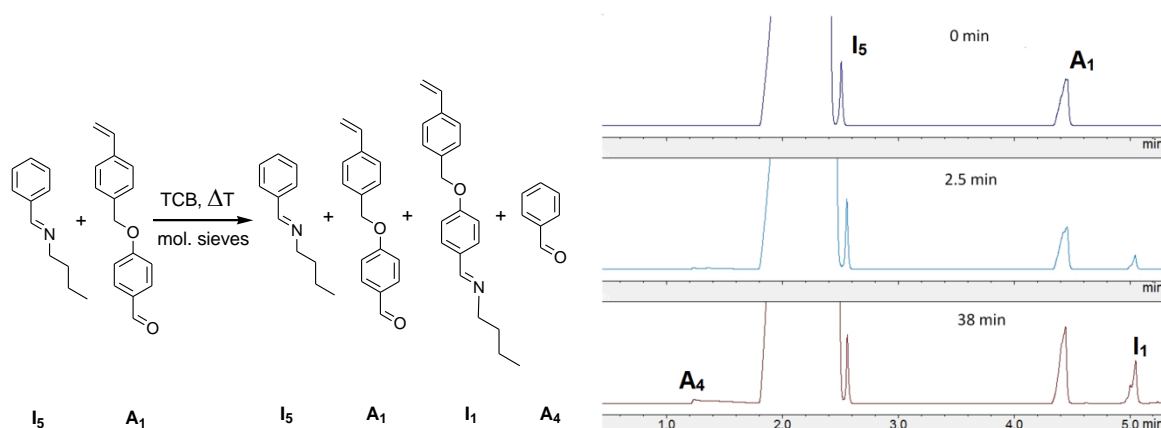 N
+
O
O
TCB, ΔT
mol. sieves
N
+
O
O
+
O
N
+
O
I5
A1
I5
A1
I1
A4
0 min
I5
A1
min
2.5 min
min
38 min
A4
I1
1.0 2.0 3.0 4.0 5.0 min